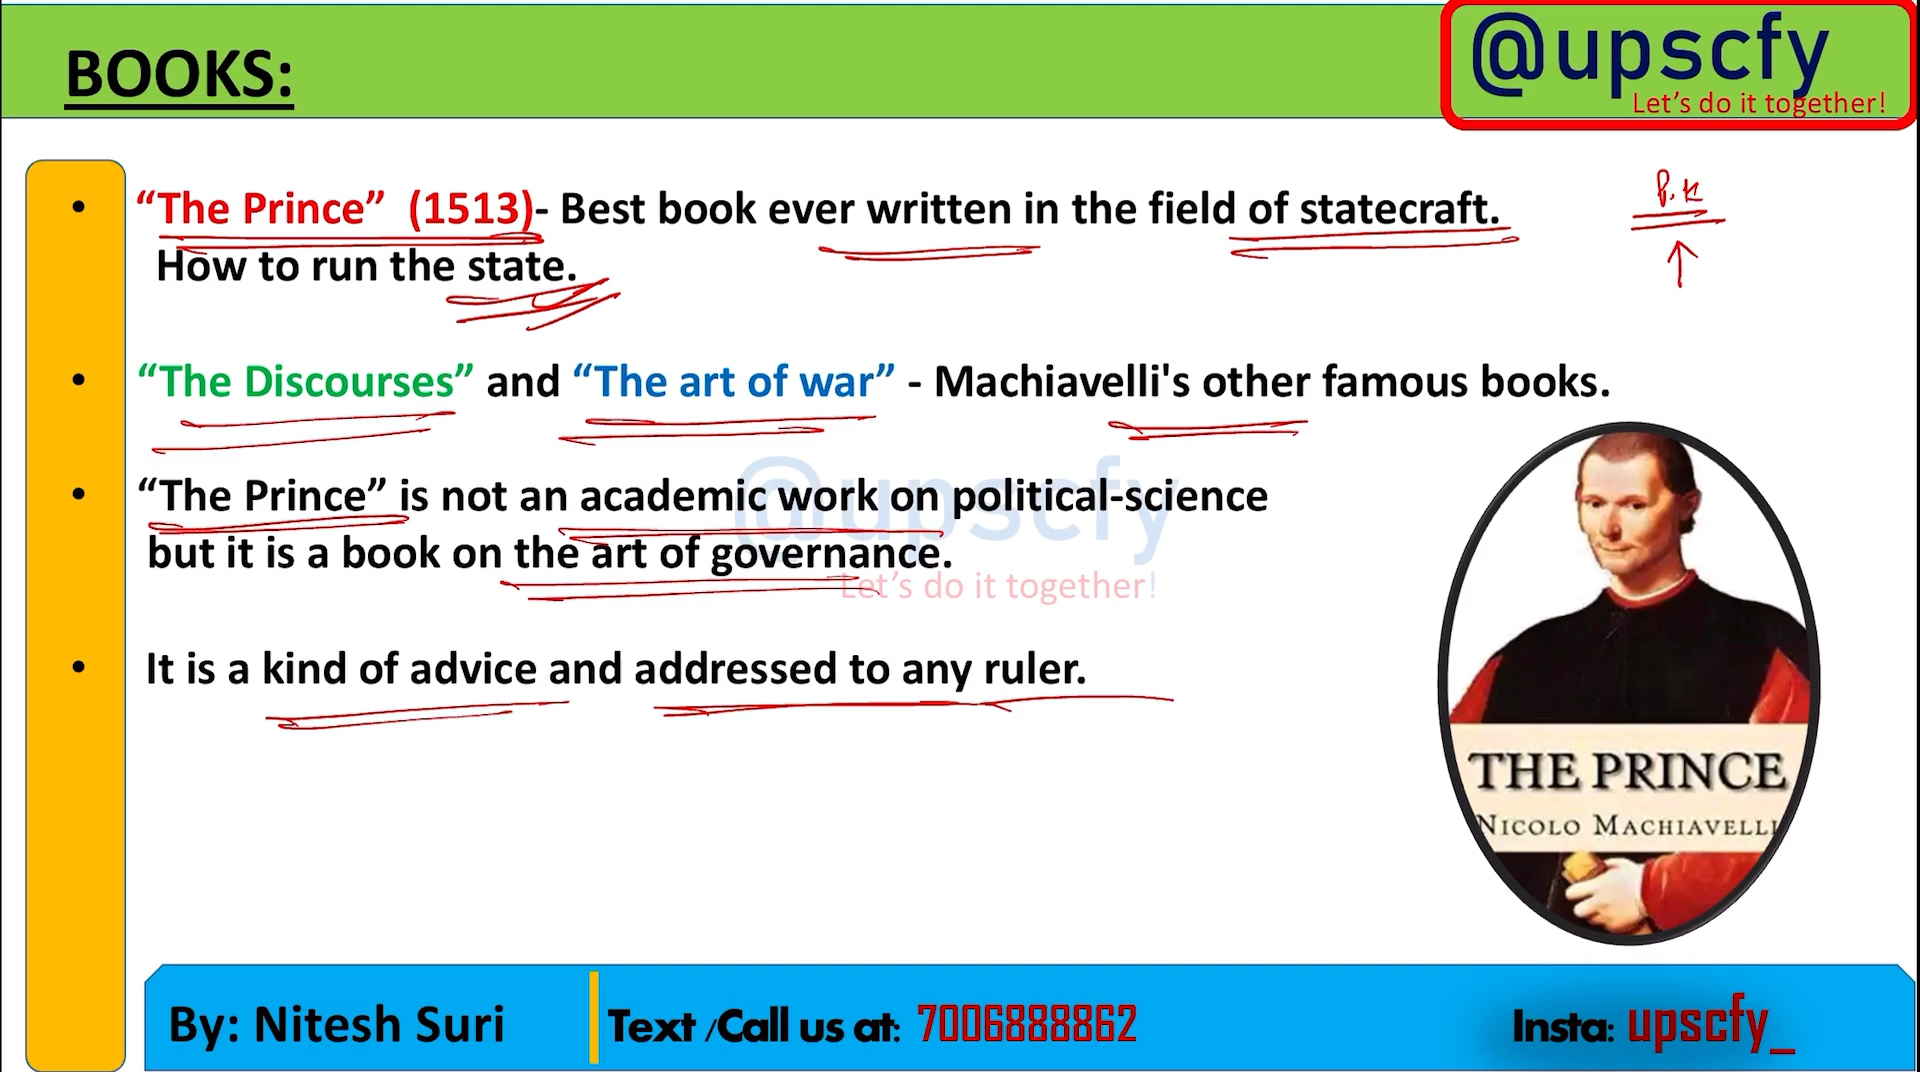 BOOKS:
@upscfy
Let's do it together!
• “The Prince” (1513)- Best book ever written in the field of statecraft.
How to run the state.
P.K
• “The Discourses” and “The art of war” - Machiavelli's other famous books.
• “The Prince” is not an academic work on political-science
but it is a book on the art of governance.
@upscfy
Let's do it together!
• It is a kind of advice and addressed to any ruler.
THE PRINCE
NICOLO MACHIAVELLI
By: Nitesh Suri
Text /Call us at: 7006888862
Insta: upscfy_